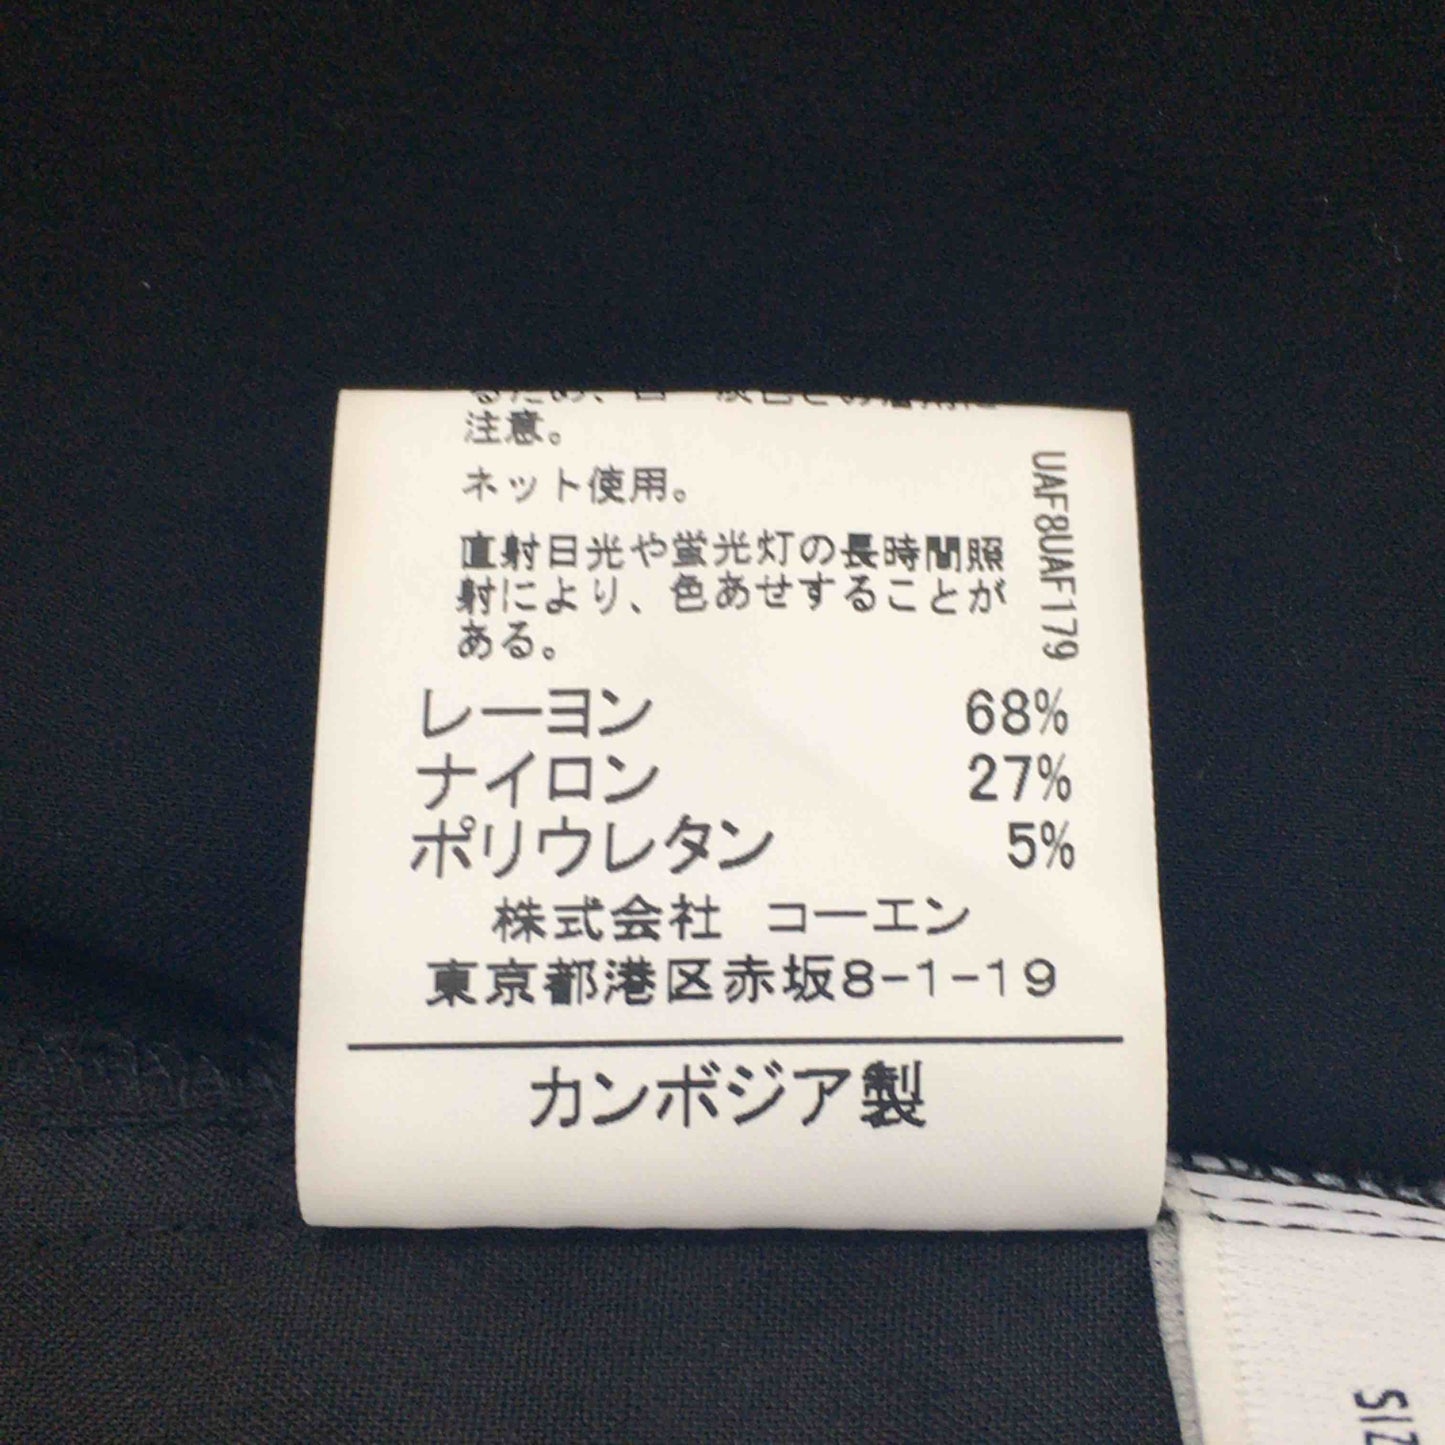 注意。
ネット使用。
直射日光や蛍光灯の長時間照
射により、色あせすることが
ある。
UAF8UAF179
レーヨン 68%
ナイロン 27%
ポリウレタン 5%
株式会社 コーエン
東京都港区赤坂8-1-19
カンボジア製